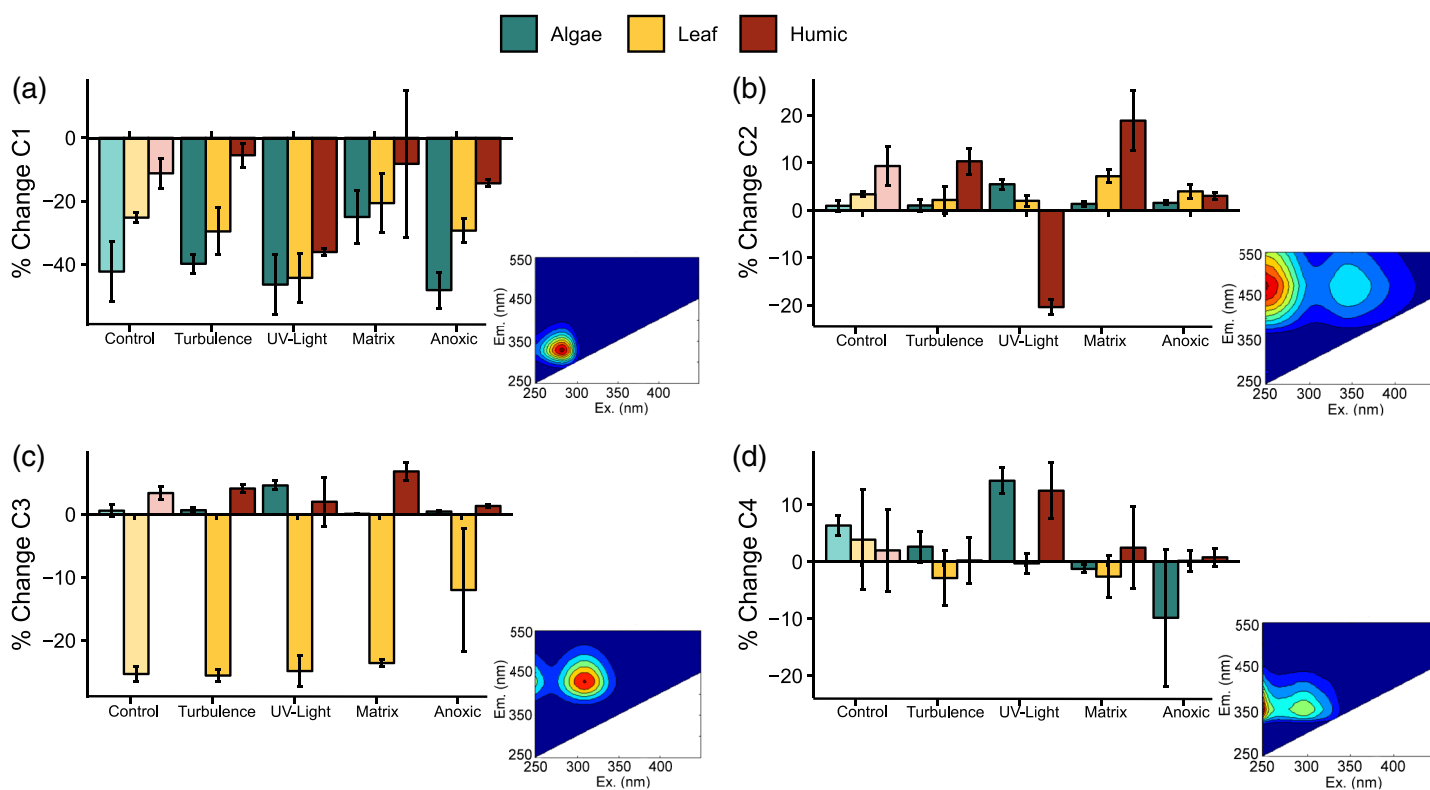 Algae Leaf Humic
(a)
% Change C1
0
−20
−40
Control Turbulence UV-Light Matrix Anoxic
Em. (nm)
550
450
350
250
250 300 350 400
Ex. (nm)
(b)
% Change C2
20
10
0
−10
−20
Control Turbulence UV-Light Matrix Anoxic
Em. (nm)
550
450
350
250
250 300 350 400
Ex. (nm)
(c)
% Change C3
0
−10
−20
Control Turbulence UV-Light Matrix Anoxic
Em. (nm)
550
450
350
250
250 300 350 400
Ex. (nm)
(d)
% Change C4
10
0
−10
−20
Control Turbulence UV-Light Matrix Anoxic
Em. (nm)
550
450
350
250
250 300 350 400
Ex. (nm)